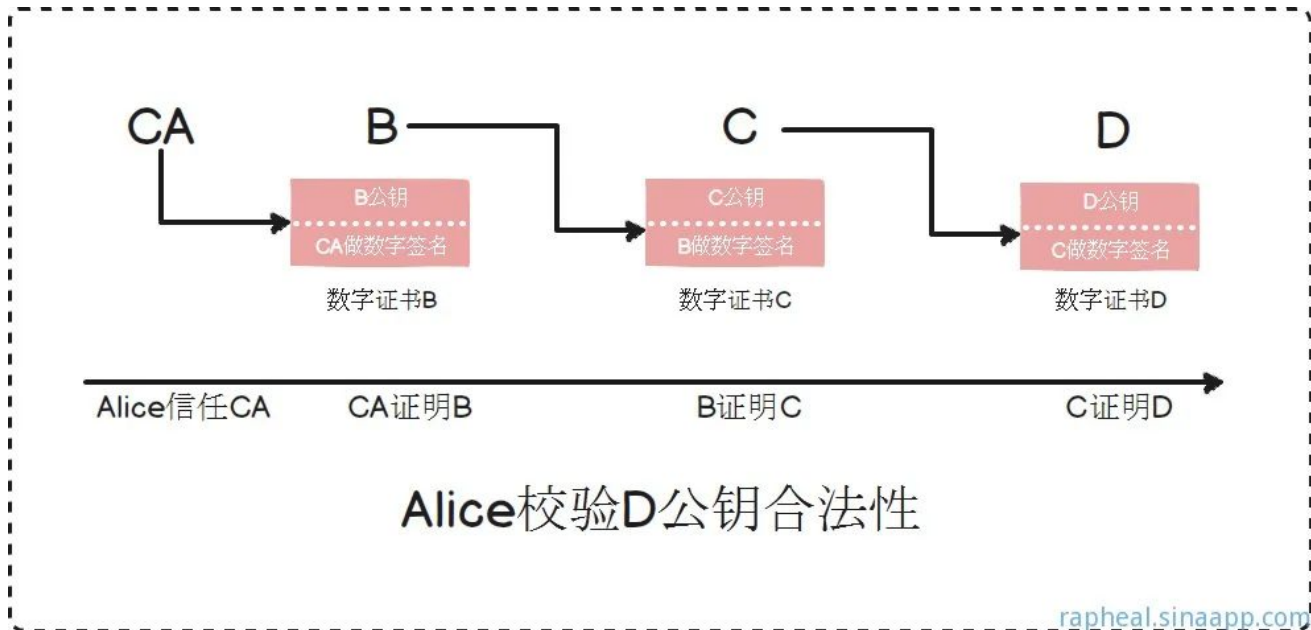 CA
B
C
D
B公钥
CA做数字签名
数字证书B
C公钥
B做数字签名
数字证书C
D公钥
C做数字签名
数字证书D
Alice信任CA
CA证明B
B证明C
C证明D
Alice校验D公钥合法性
rapheal.sinaapp.com